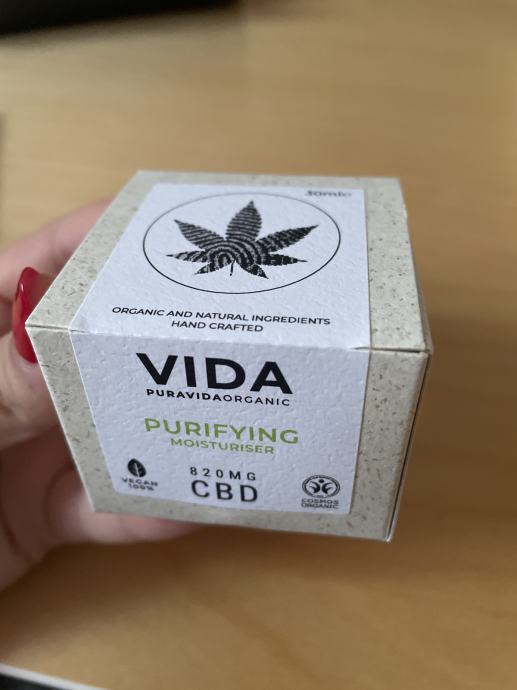 30ml℮
ORGANIC AND NATURAL INGREDIENTS
HAND CRAFTED
VIDA
PURAVIDAORGANIC
PURIFYING
MOISTURISER
820MG
CBD
VEGAN
100%
COSMOS
ORGANIC